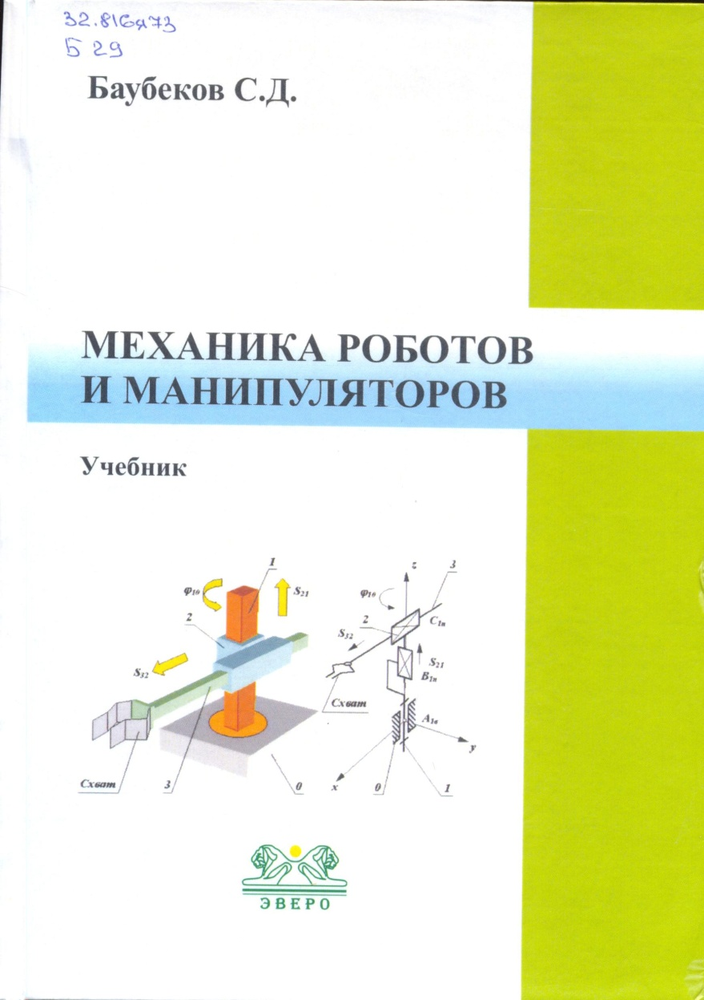 32.816я73
Б 29
Баубеков С.Д.
МЕХАНИКА РОБОТОВ
И МАНИПУЛЯТОРОВ
Учебник
1
φ₁₀
S₂₁
2
S₃₂
Схват
3
0
z
3
φ₁₀
2
C₁п
S₃₂
S₂₁
B₁п
Схват
A₁в
y
x
0
1
ЭВЕРО